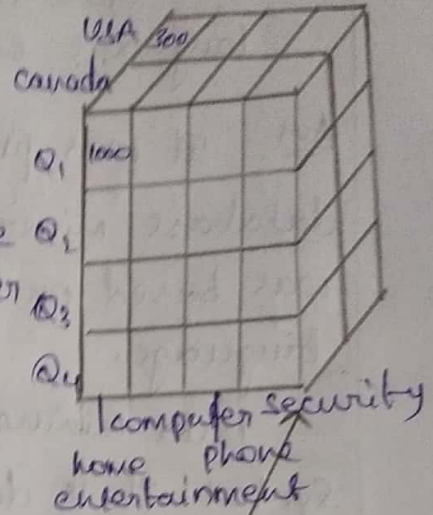 USA 300
Canada
Q1 1000
Q2
Q3
Q4
computer security
home phone
entertainment